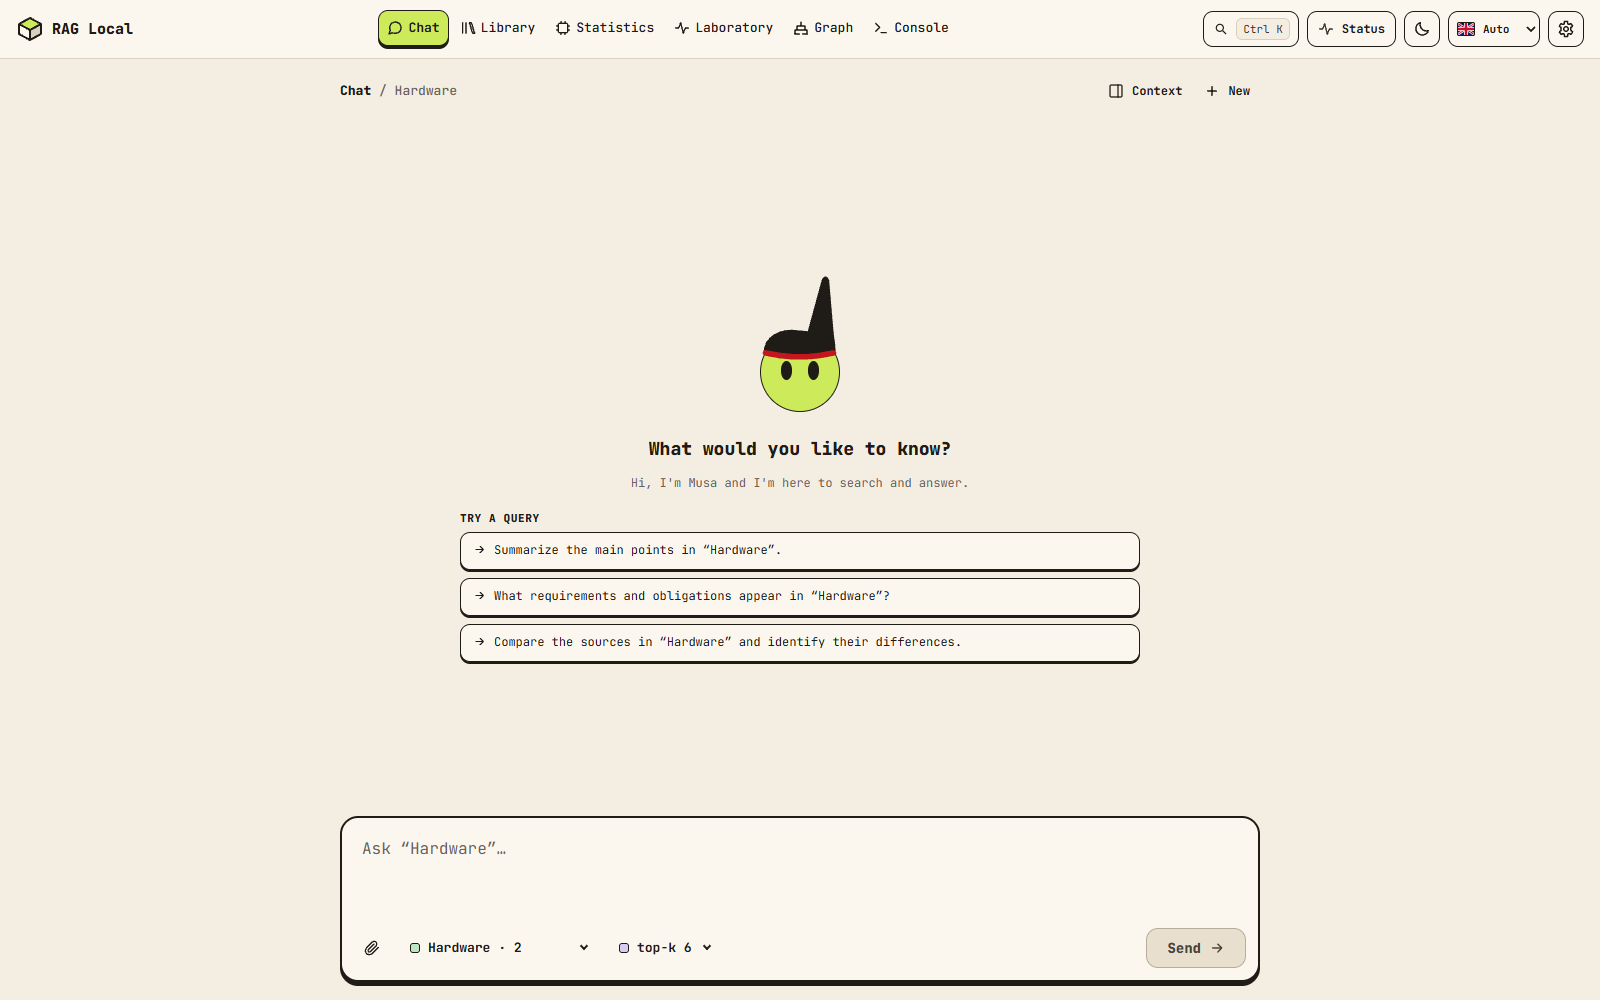 RAG Local
Chat
Library
Statistics
Laboratory
Graph
Console
Ctrl K
Status
Auto
Chat / Hardware
Context
New
What would you like to know?
Hi, I'm Musa and I'm here to search and answer.
TRY A QUERY
→ Summarize the main points in “Hardware”.
→ What requirements and obligations appear in “Hardware”?
→ Compare the sources in “Hardware” and identify their differences.
Ask “Hardware”…
Hardware · 2
top-k 6
Send →